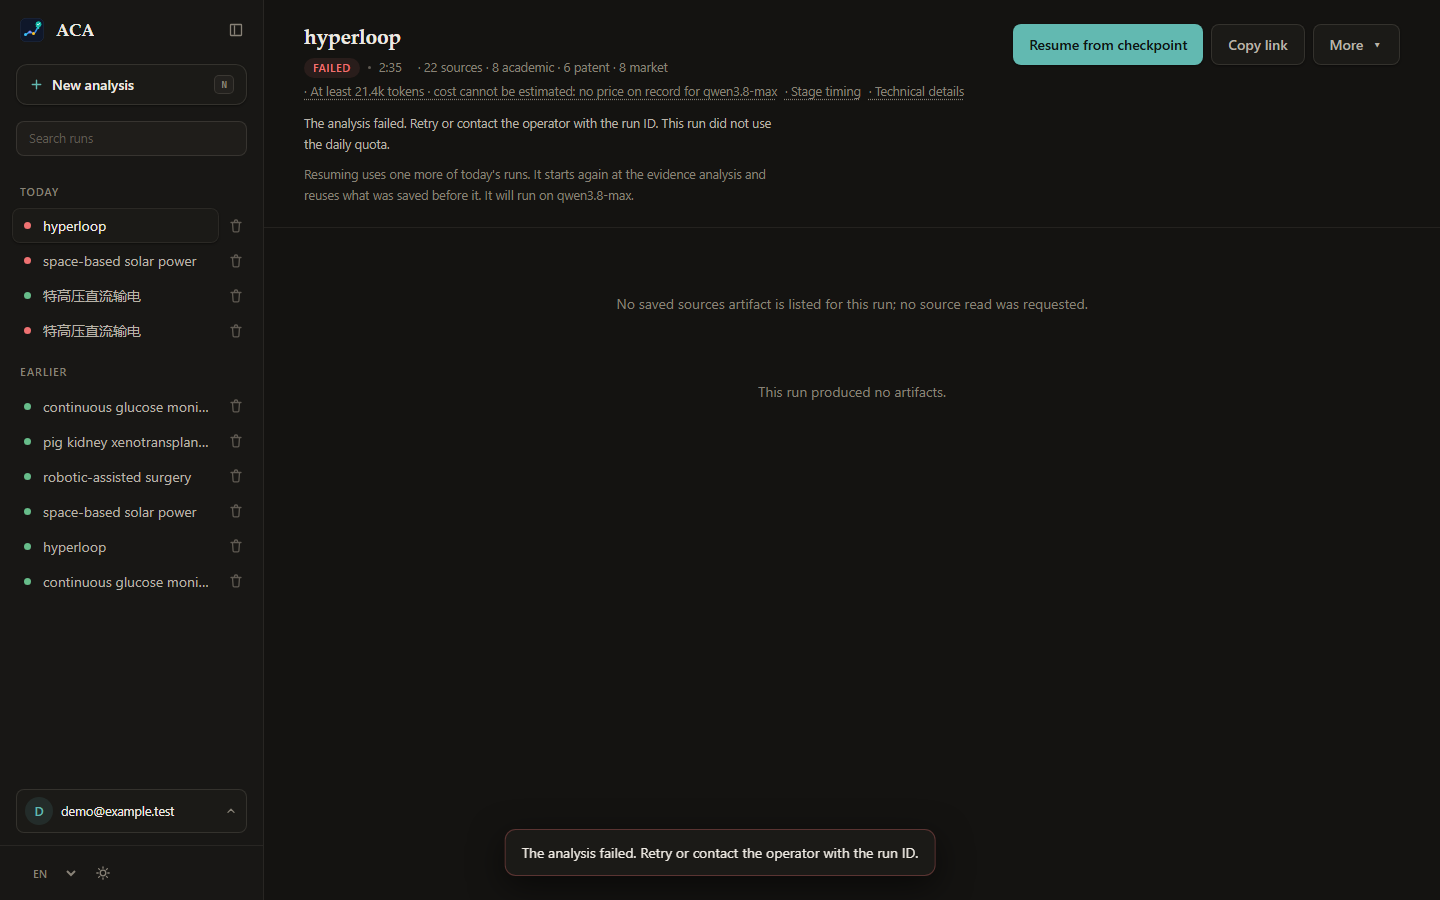 ACA
New analysis
N
Search runs
TODAY
hyperloop
space-based solar power
特高压直流输电
特高压直流输电
EARLIER
continuous glucose moni...
pig kidney xenotransplan...
robotic-assisted surgery
space-based solar power
hyperloop
continuous glucose moni...
D
demo@example.test
EN
hyperloop
FAILED • 2:35 · 22 sources · 8 academic · 6 patent · 8 market
· At least 21.4k tokens · cost cannot be estimated: no price on record for qwen3.8-max · Stage timing · Technical details
The analysis failed. Retry or contact the operator with the run ID. This run did not use
the daily quota.
Resuming uses one more of today's runs. It starts again at the evidence analysis and
reuses what was saved before it. It will run on qwen3.8-max.
Resume from checkpoint
Copy link
More
No saved sources artifact is listed for this run; no source read was requested.
This run produced no artifacts.
The analysis failed. Retry or contact the operator with the run ID.